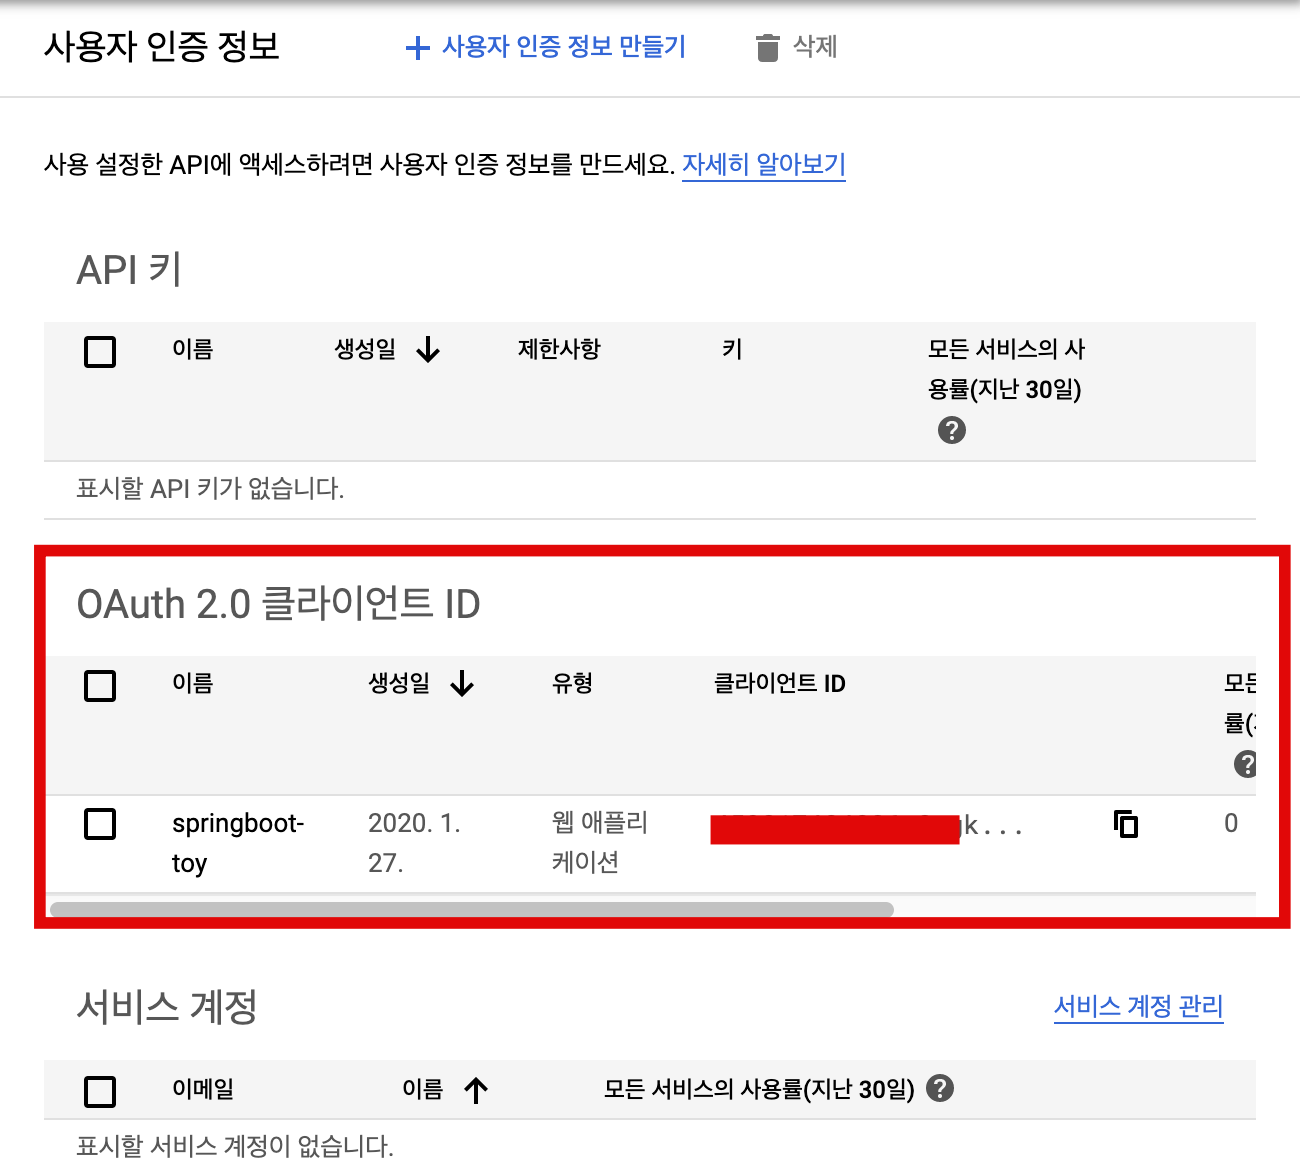 사용자 인증 정보
사용자 인증 정보 만들기
삭제
사용 설정한 API에 액세스하려면 사용자 인증 정보를 만드세요. 자세히 알아보기
API 키
이름
생성일
제한사항
키
모든 서비스의 사
용률(지난 30일)
표시할 API 키가 없습니다.
OAuth 2.0 클라이언트 ID
이름
생성일
유형
클라이언트 ID
모든
률(
springboot-
toy
2020. 1.
27.
웹 애플리
케이션
k...
0
서비스 계정
서비스 계정 관리
이메일
이름
모든 서비스의 사용률(지난 30일)
표시할 서비스 계정이 없습니다.